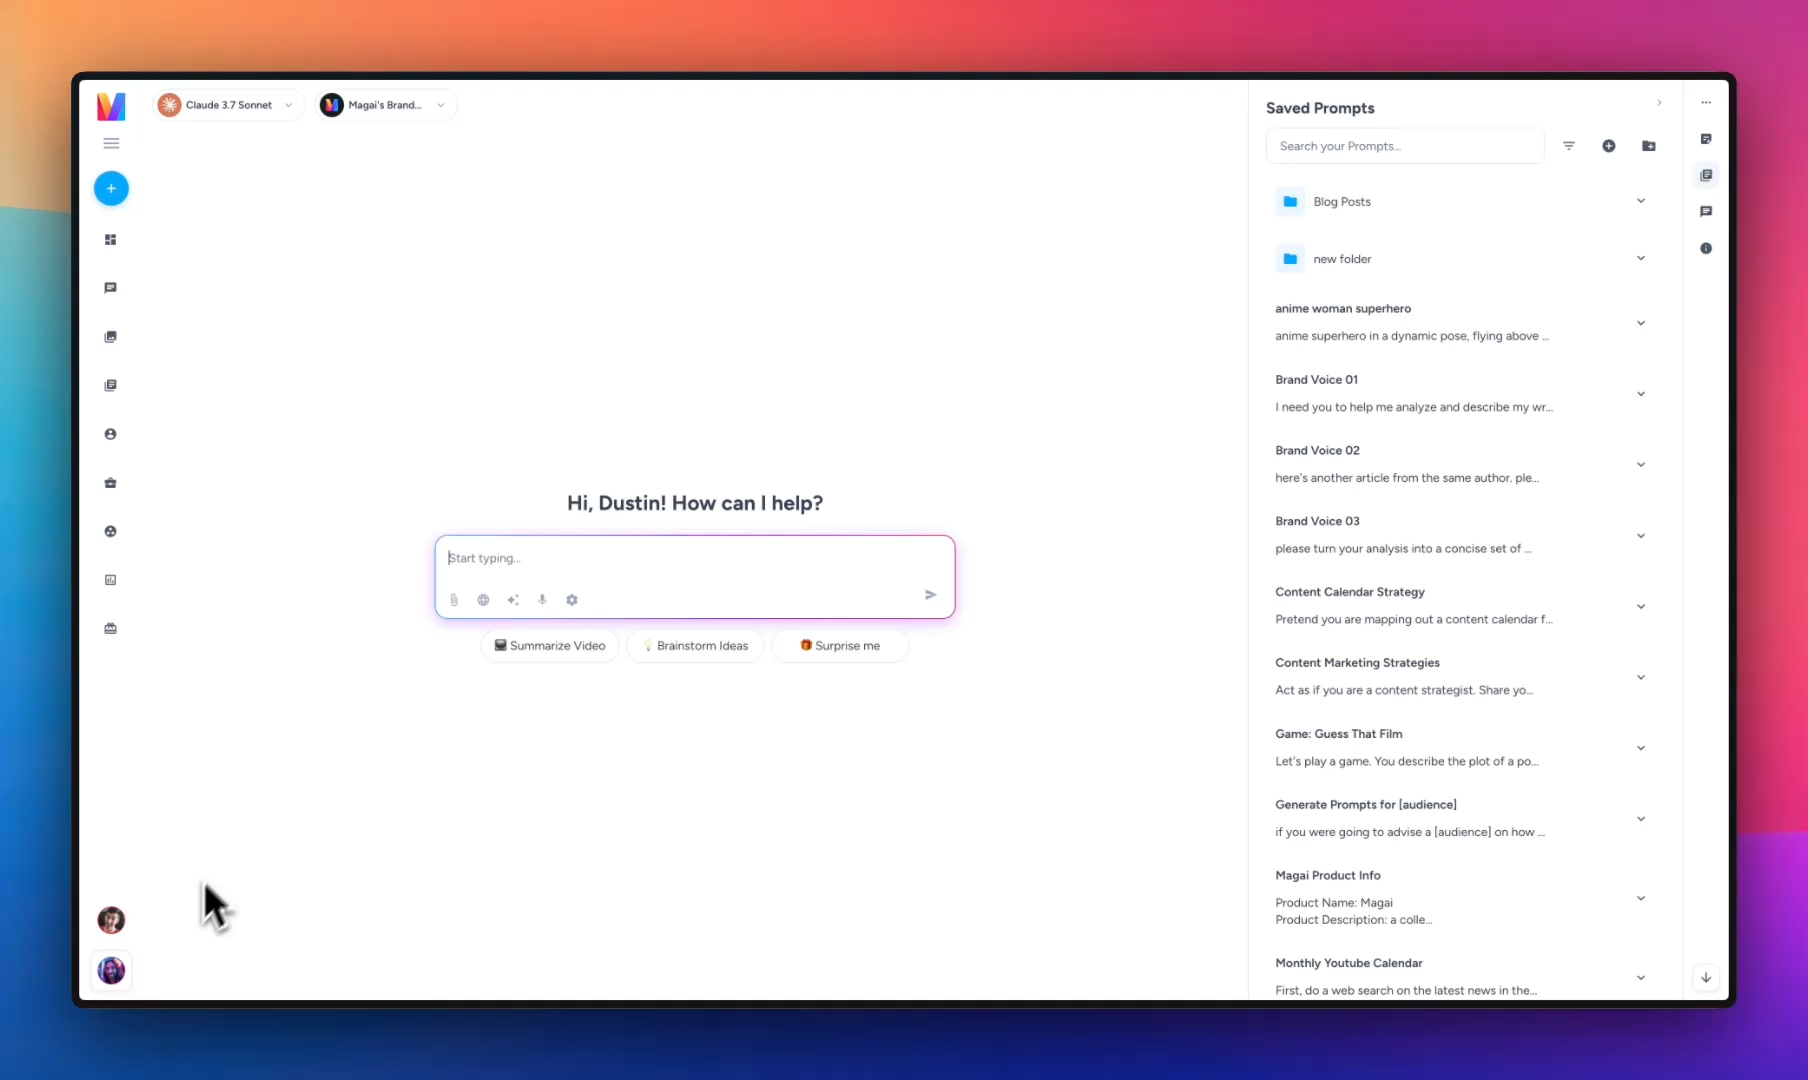 Claude 3.7 Sonnet
Magai's Brand...
Hi, Dustin! How can I help?
Start typing...
Summarize Video
Brainstorm Ideas
Surprise me
Saved Prompts
Search your Prompts...
Blog Posts
new folder
anime woman superhero
anime superhero in a dynamic pose, flying above ...
Brand Voice 01
I need you to help me analyze and describe my wr...
Brand Voice 02
here's another article from the same author. ple...
Brand Voice 03
please turn your analysis into a concise set of ...
Content Calendar Strategy
Pretend you are mapping out a content calendar f...
Content Marketing Strategies
Act as if you are a content strategist. Share yo...
Game: Guess That Film
Let's play a game. You describe the plot of a po...
Generate Prompts for [audience]
if you were going to advise a [audience] on how ...
Magai Product Info
Product Name: Magai
Product Description: a colle...
Monthly Youtube Calendar
First, do a web search on the latest news in the...